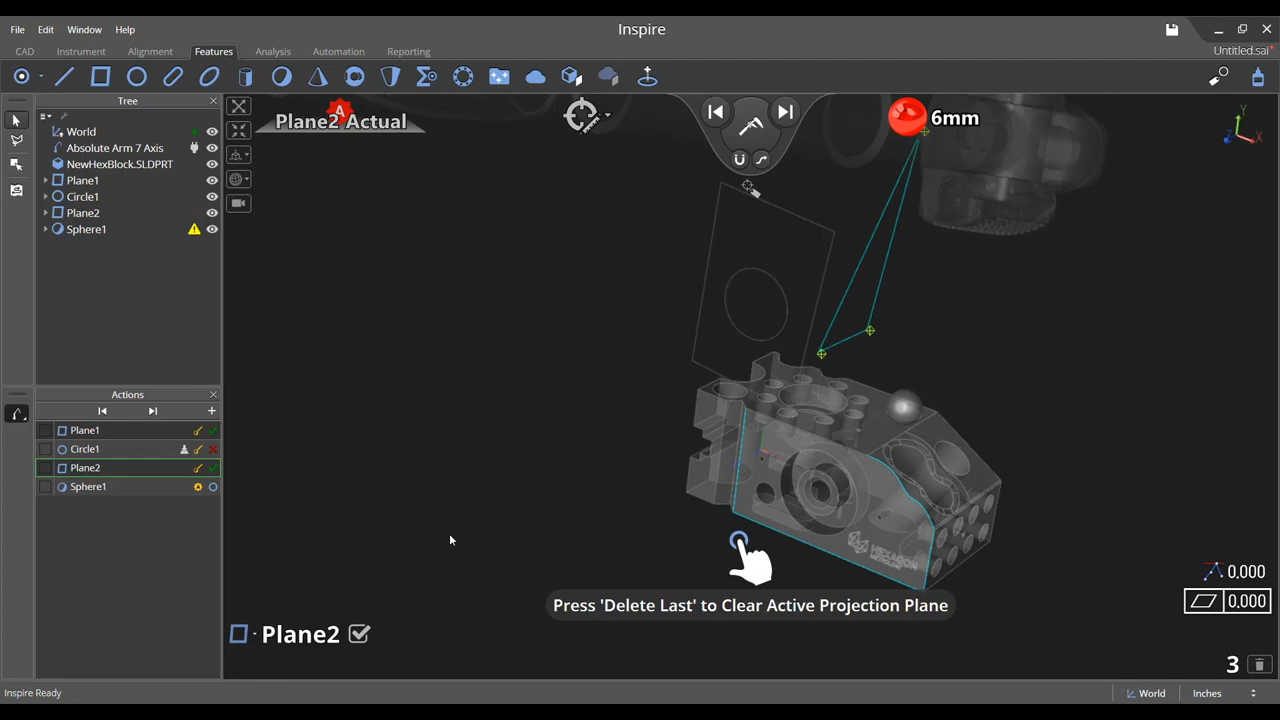 File Edit Window Help
Inspire
CAD Instrument Alignment Features Analysis Automation Reporting
Untitled.sai*
Tree
World
Absolute Arm 7 Axis
NewHexBlock.SLDPRT
Plane1
Circle1
Plane2
Sphere1
Actions
Plane1
Circle1
Plane2
Sphere1
A
Plane2 Actual
6mm
Y
X
Z
HEXAGON
METROLOGY
Press 'Delete Last' to Clear Active Projection Plane
Plane2
0,000
0,000
3
Inspire Ready
World
Inches